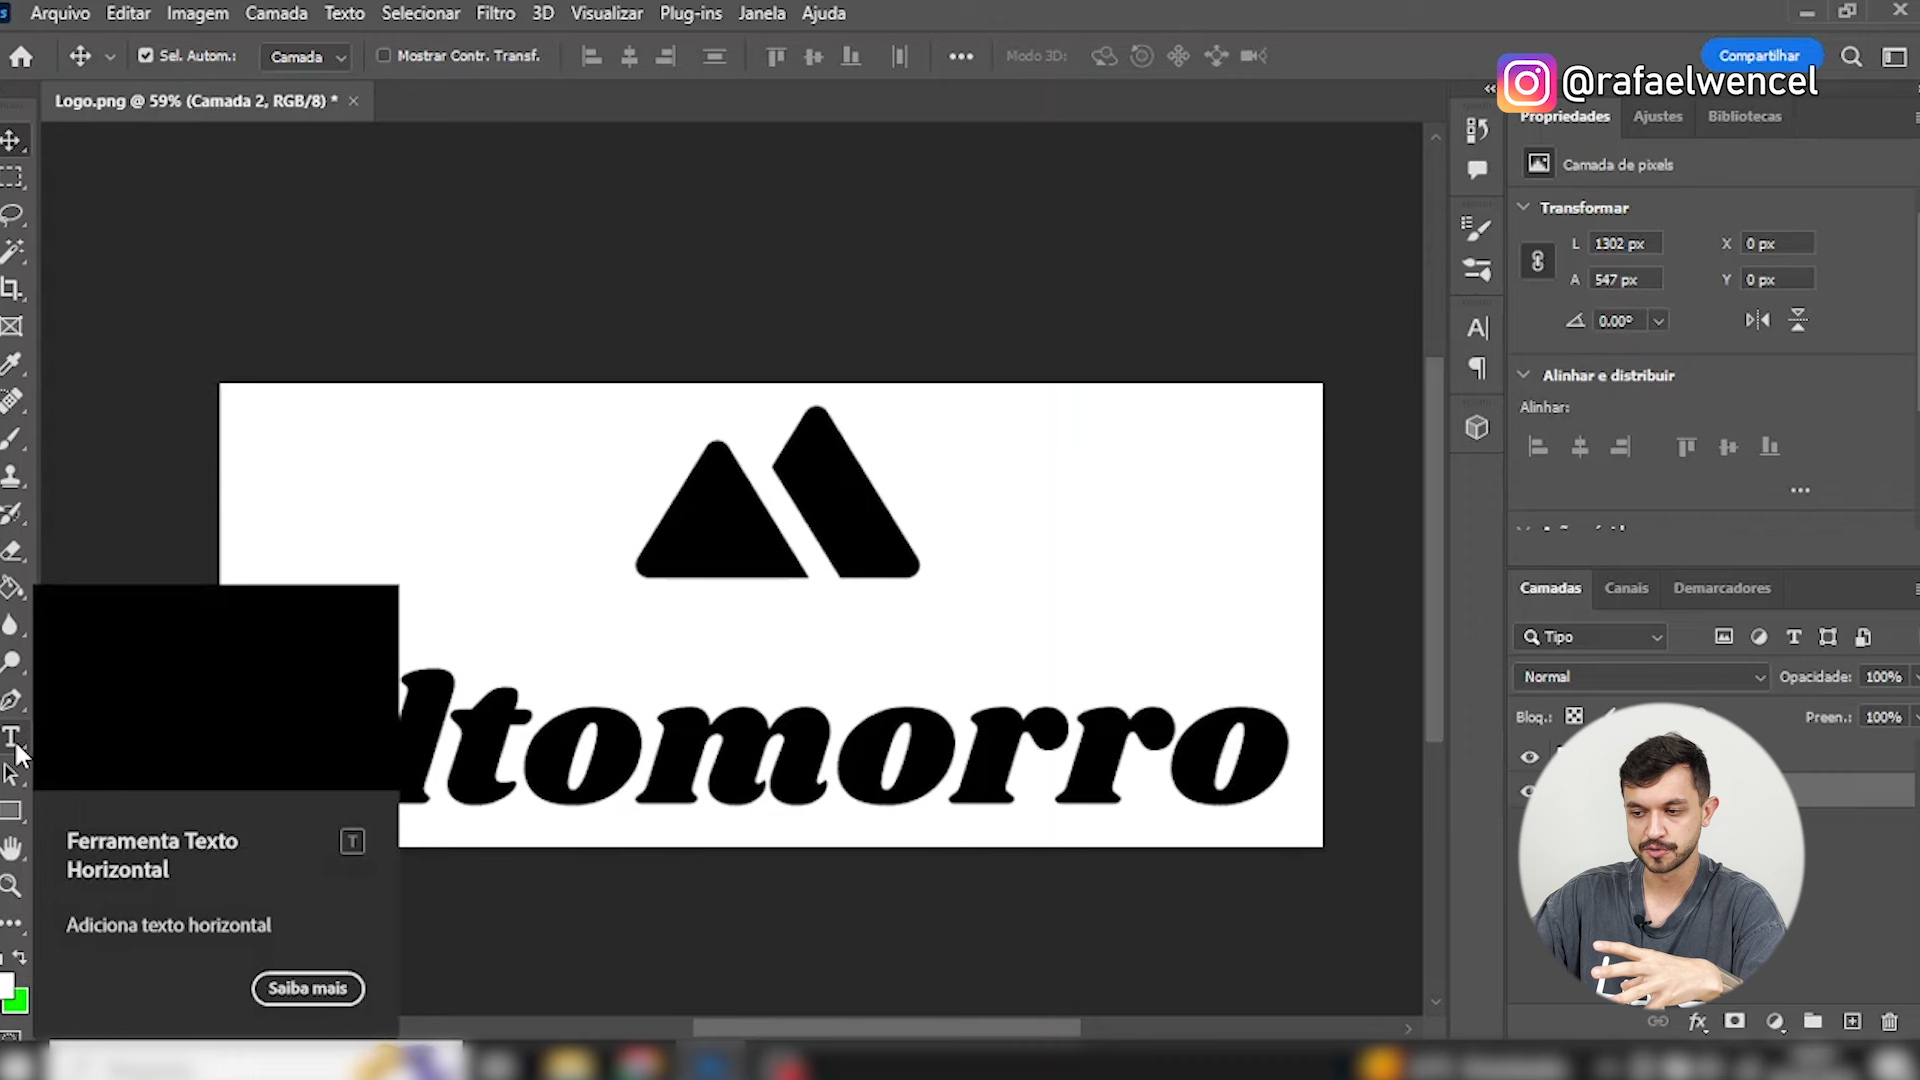 Arquivo Editar Imagem Camada Texto Selecionar Filtro 3D Visualizar Plug-ins Janela Ajuda
Sel. Autom.: Camada Mostrar Contr. Transf. Modo 3D: Compartilhar
@rafaelwencel
Logo.png @ 59% (Camada 2, RGB/8) *
Propriedades Ajustes Bibliotecas
Camada de pixels
Transformar
L 1302 px X 0 px
A 547 px Y 0 px
0.00°
Alinhar e distribuir
Alinhar:
Camadas Canais Demarcadores
Tipo
Normal Opacidade: 100%
Bloq.: Preen.: 100%
ltomorro
Ferramenta Texto T
Horizontal
Adiciona texto horizontal
Saiba mais